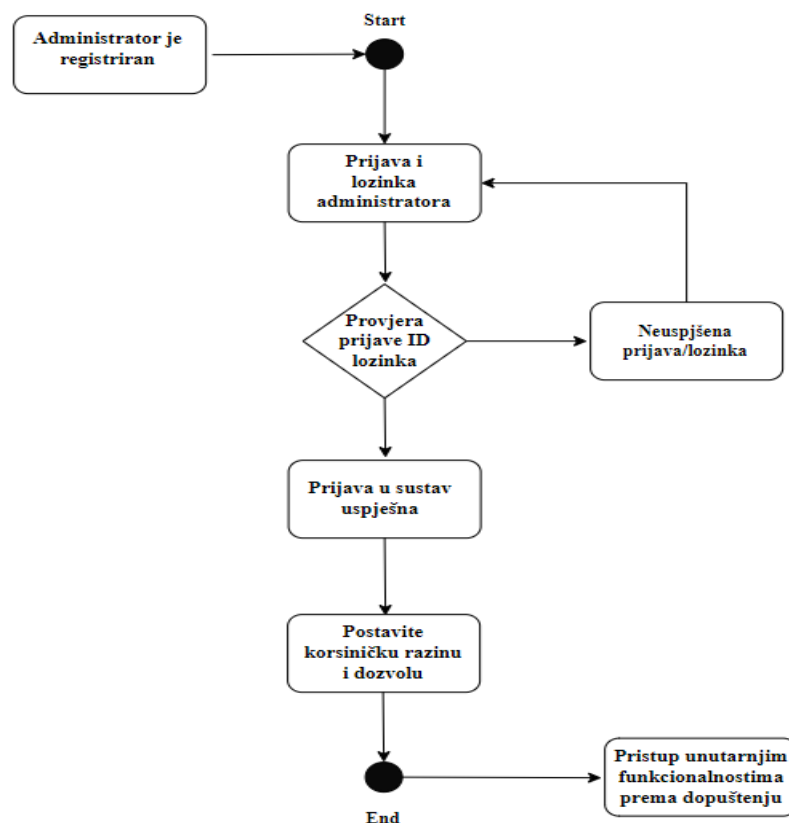 Start
Administrator je
registriran
Prijava i
lozinka
administratora
Provjera
prijave ID
lozinka
Neuspjšena
prijava/lozinka
Prijava u sustav
uspješna
Postavite
korsiničku razinu
i dozvolu
Pristup unutarnjim
funkcionalnostima
prema dopuštenju
End